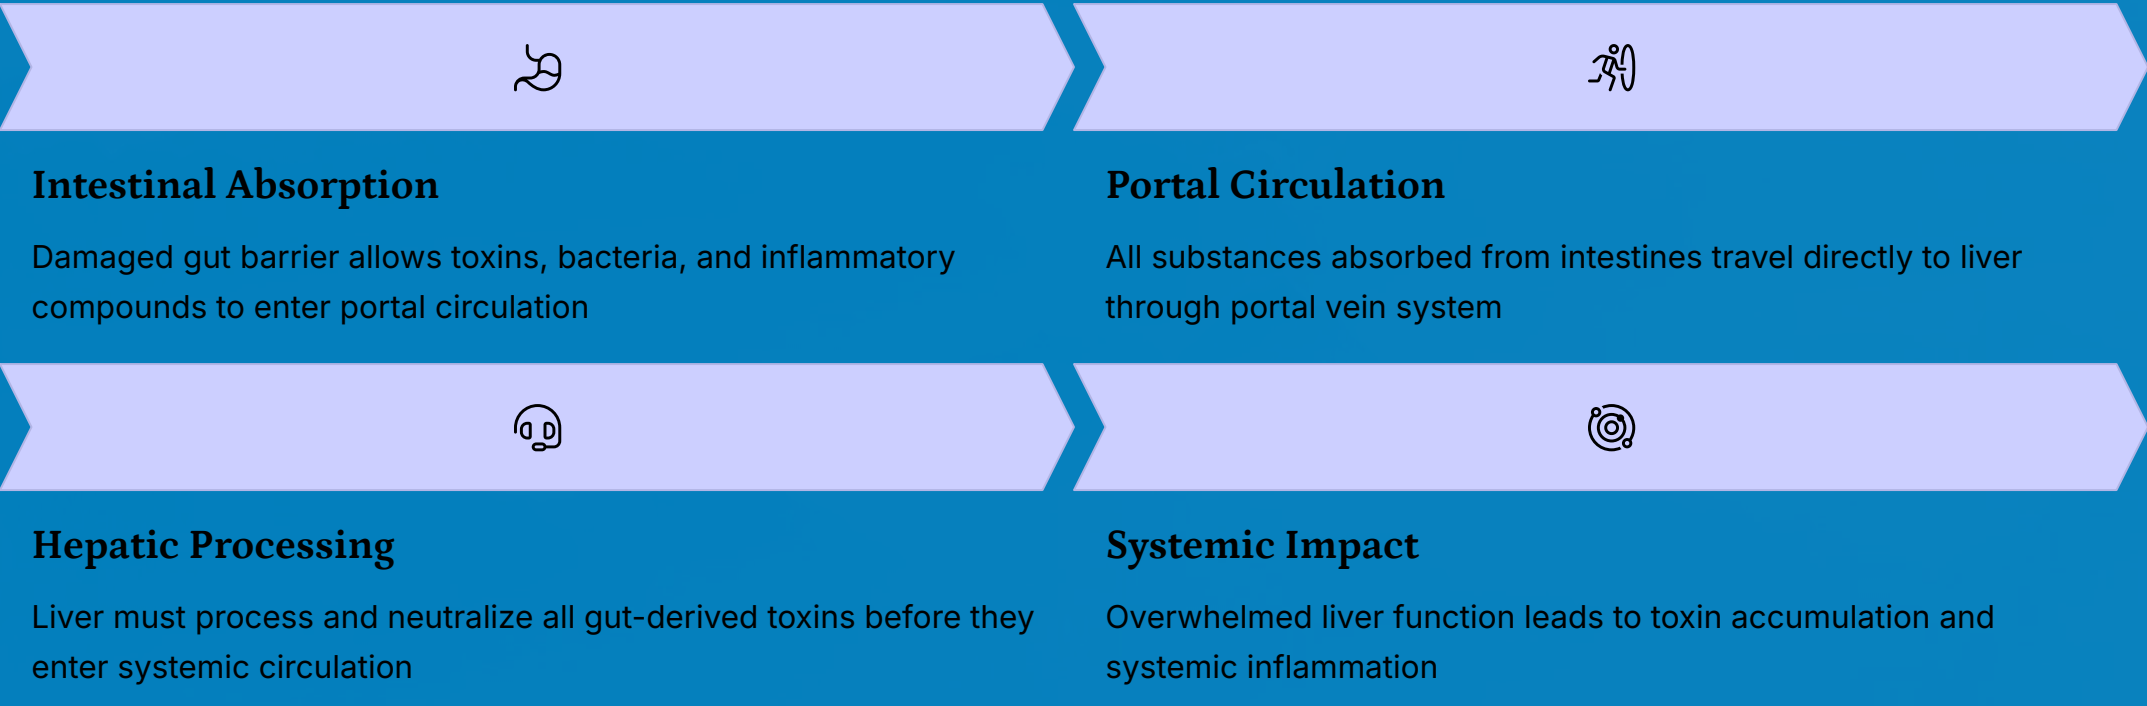 Intestinal Absorption
Damaged gut barrier allows toxins, bacteria, and inflammatory
compounds to enter portal circulation
Portal Circulation
All substances absorbed from intestines travel directly to liver
through portal vein system
Hepatic Processing
Liver must process and neutralize all gut-derived toxins before they
enter systemic circulation
Systemic Impact
Overwhelmed liver function leads to toxin accumulation and
systemic inflammation